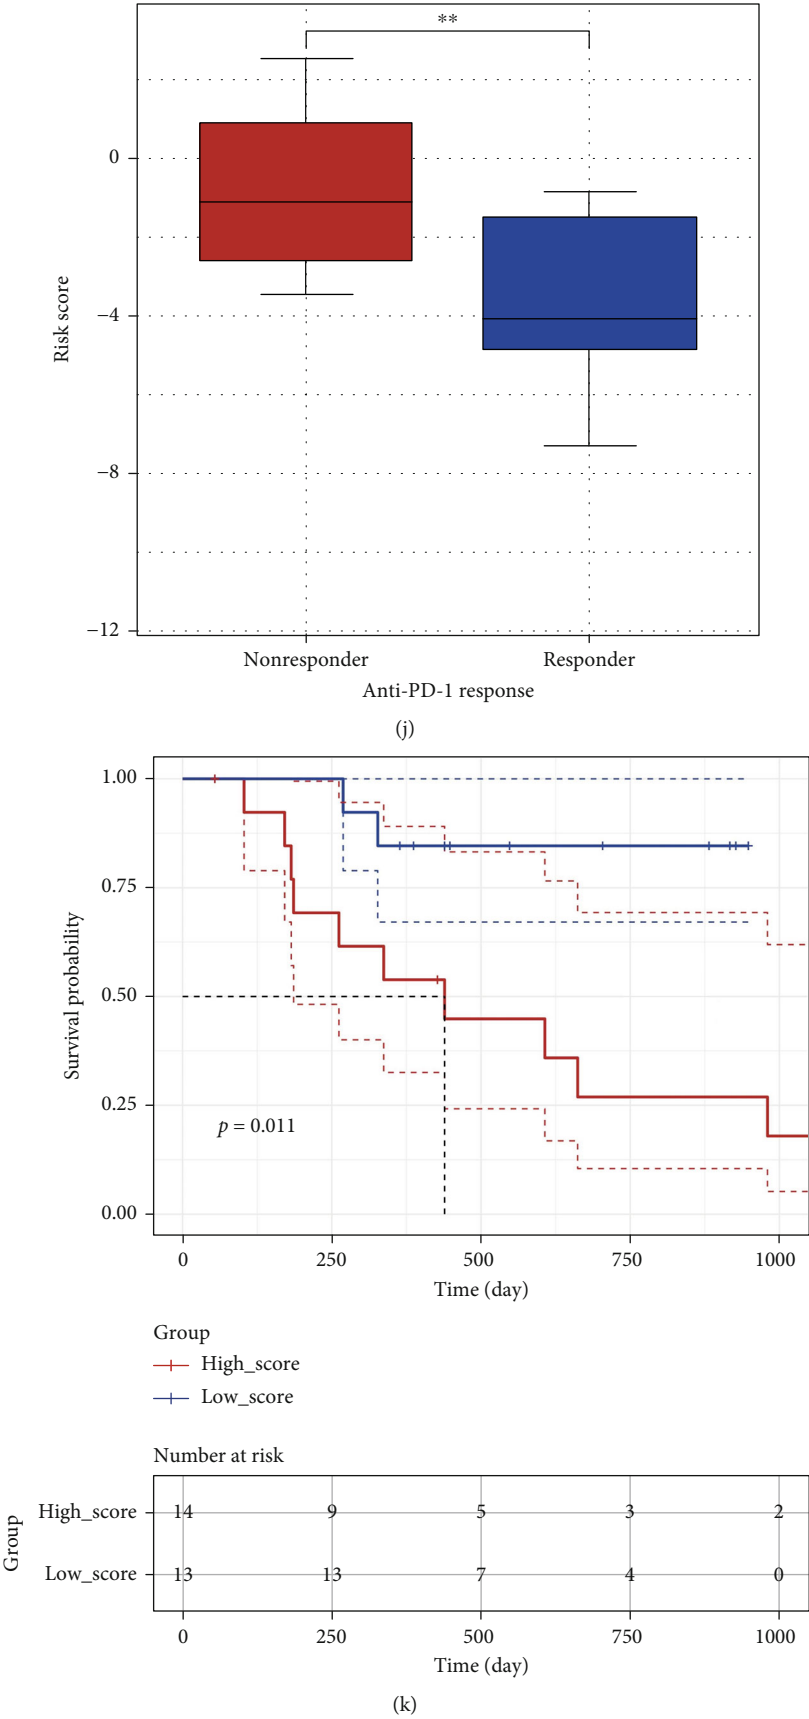 **
0
−4
−8
−12
Risk score
Nonresponder Responder
Anti-PD-1 response
(j)
1.00
0.75
0.50
0.25
0.00
Survival probability
p = 0.011
0 250 500 750 1000
Time (day)
Group
High_score
Low_score
Number at risk
Group
High_score 14 9 5 3 2
Low_score 13 13 7 4 0
0 250 500 750 1000
Time (day)
(k)